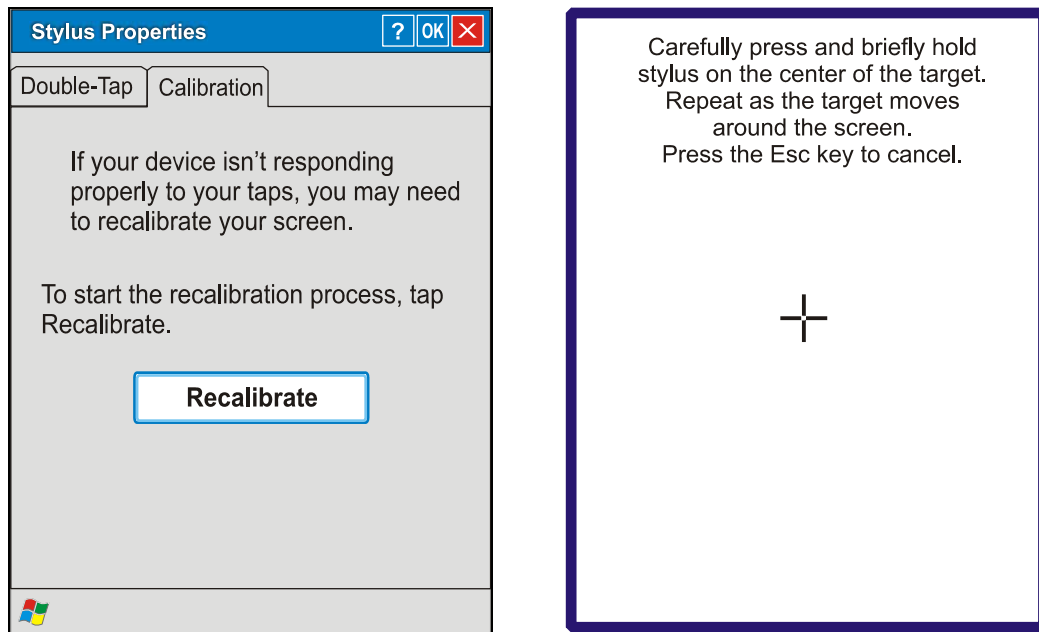 Stylus Properties
? OK
Double-Tap Calibration
If your device isn’t responding
properly to your taps, you may need
to recalibrate your screen.
To start the recalibration process, tap
Recalibrate.
Recalibrate
Carefully press and briefly hold
stylus on the center of the target.
Repeat as the target moves
around the screen.
Press the Esc key to cancel.